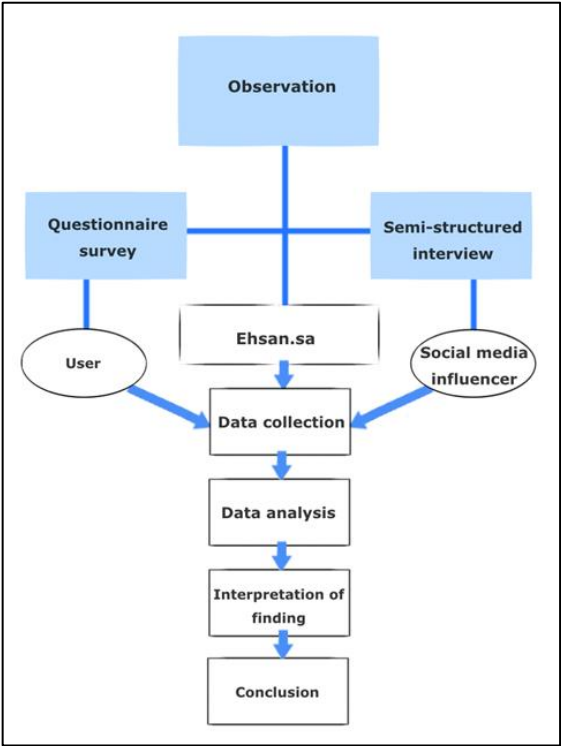 Observation
Questionnaire
survey
Semi-structured
interview
Ehsan.sa
User
Social media
influencer
Data collection
Data analysis
Interpretation of
finding
Conclusion